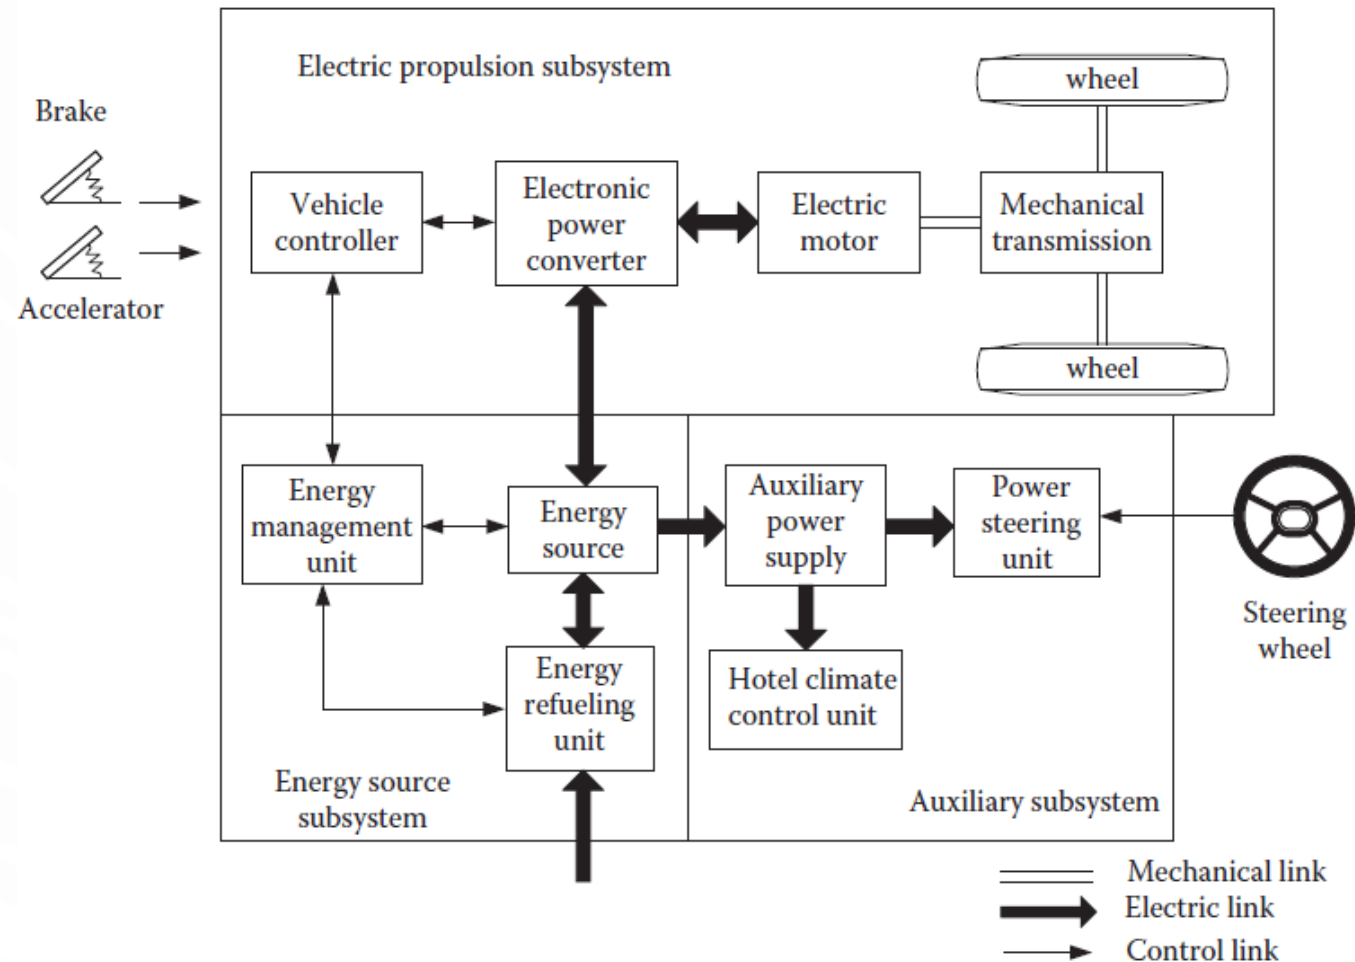 Electric propulsion subsystem
wheel
Brake
Vehicle
controller
Electronic
power
converter
Electric
motor
Mechanical
transmission
Accelerator
wheel
Energy
management
unit
Energy
source
Auxiliary
power
supply
Power
steering
unit
Steering
wheel
Energy
refueling
unit
Hotel climate
control unit
Energy source
subsystem
Auxiliary subsystem
Mechanical link
Electric link
Control link